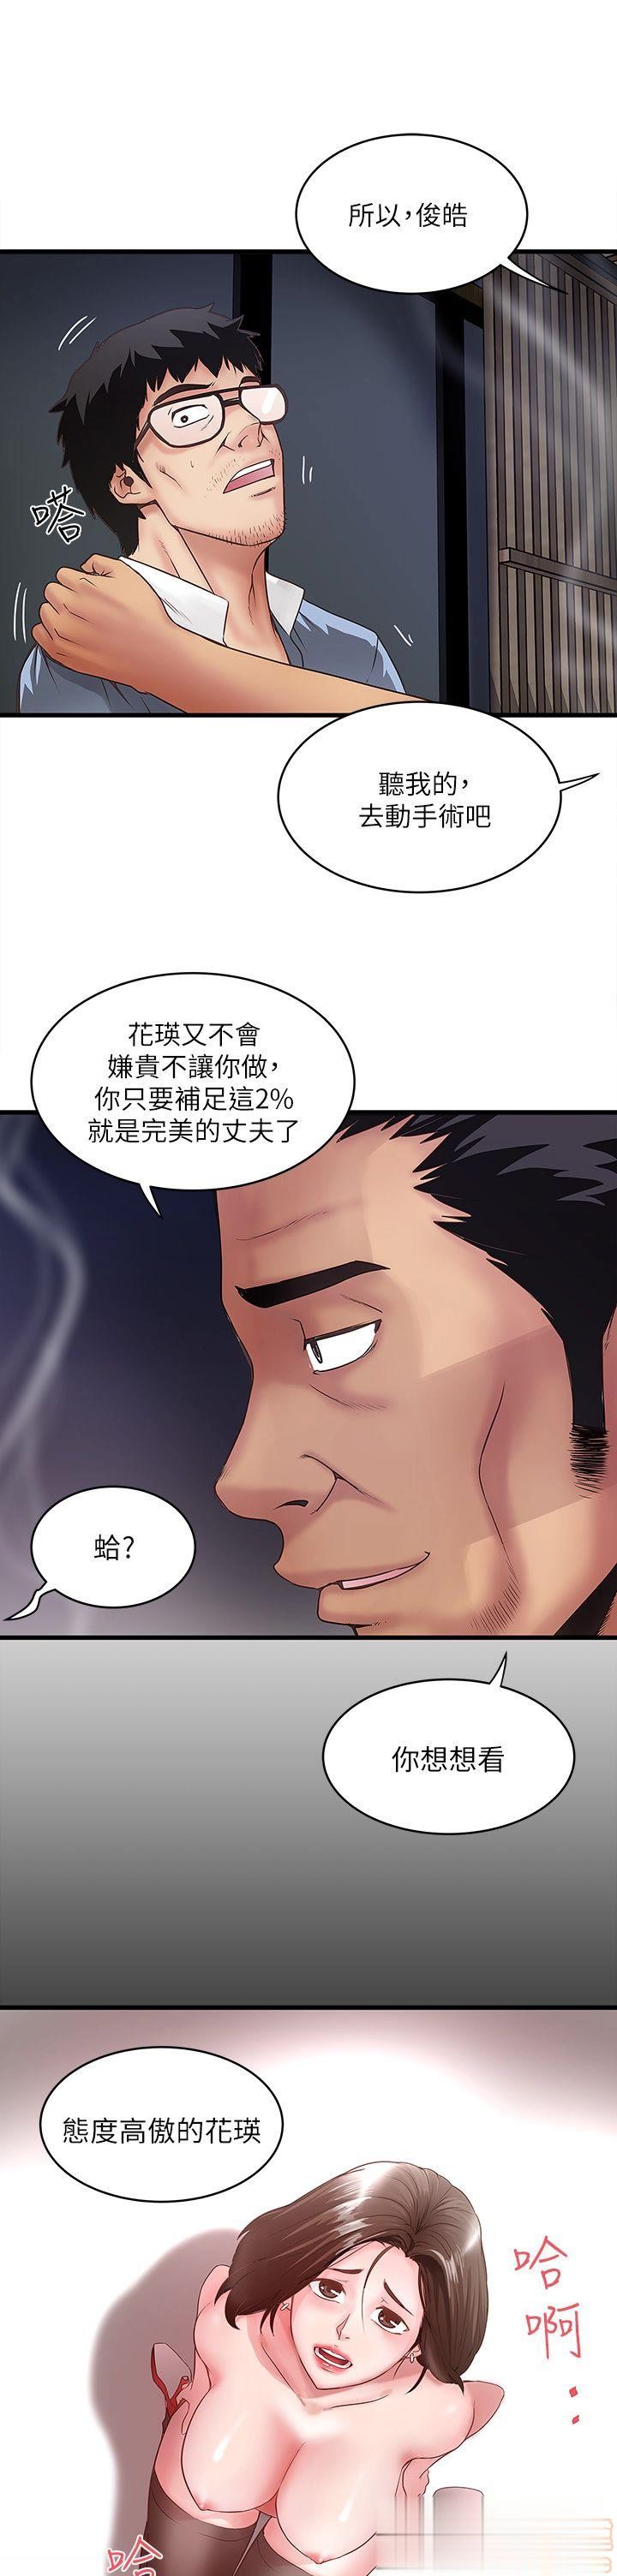 所以，俊皓
嗒
聽我的，
去動手術吧
花瑛又不會
嫌貴不讓你做，
你只要補足這2%
就是完美的丈夫了
蛤?
你想想看
態度高傲的花瑛
哈
啊
哈